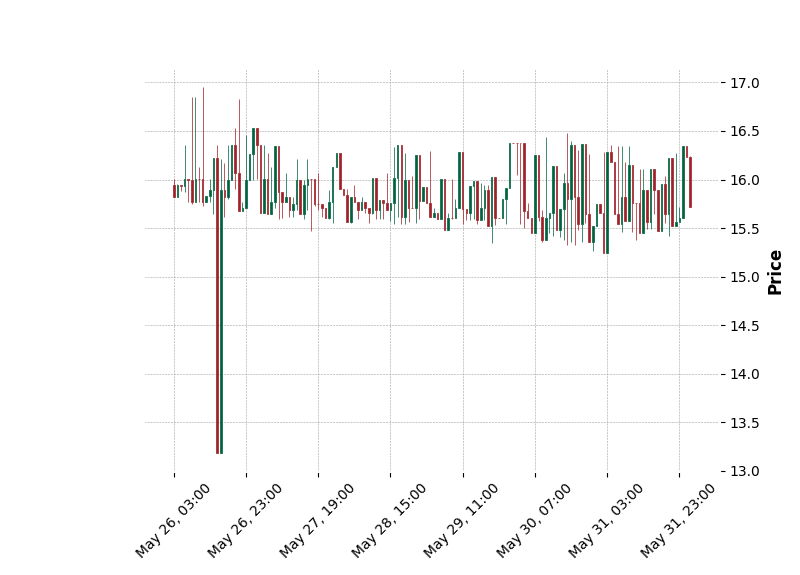 17.0
16.5
16.0
15.5
15.0
14.5
14.0
13.5
13.0
Price
May 26, 03:00
May 26, 23:00
May 27, 19:00
May 28, 15:00
May 29, 11:00
May 30, 07:00
May 31, 03:00
May 31, 23:00